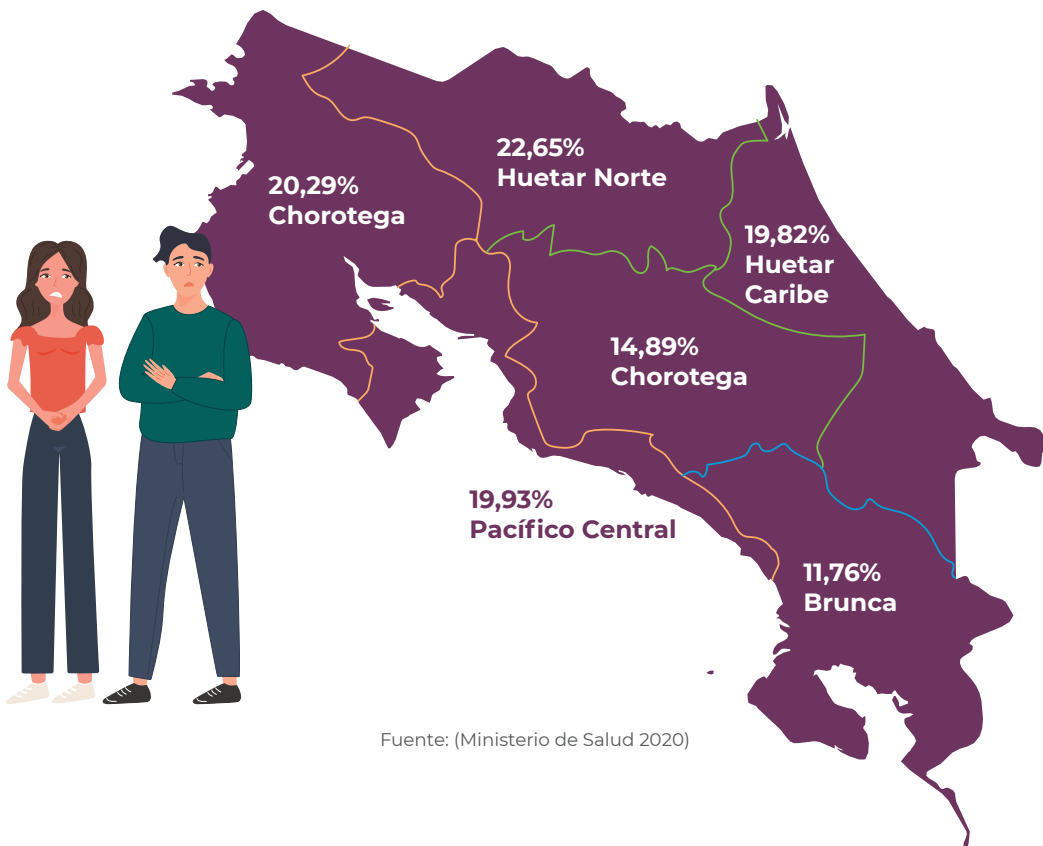 22,65%
Huetar Norte
20,29%
Chorotega
19,82%
Huetar
Caribe
14,89%
Chorotega
19,93%
Pacífico Central
11,76%
Brunca
Fuente: (Ministerio de Salud 2020)